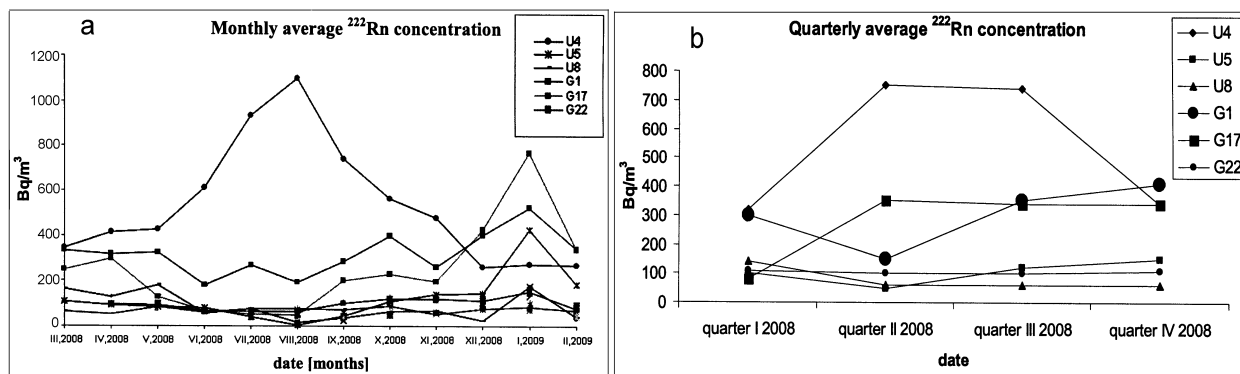 a
Monthly average ²²²Rn concentration
U4
U5
U8
G1
G17
G22
1200
1000
800
600
400
200
0
Bq/m³
III,2008 IV,2008 V,2008 VI,2008 VII,2008 VIII,2008 IX,2008 X,2008 XI,2008 XII,2008 I,2009 II,2009
date [months]
b
Quarterly average ²²²Rn concentration
U4
U5
U8
G1
G17
G22
800
700
600
500
400
300
200
100
0
Bq/m³
quarter I 2008 quarter II 2008 quarter III 2008 quarter IV 2008
date